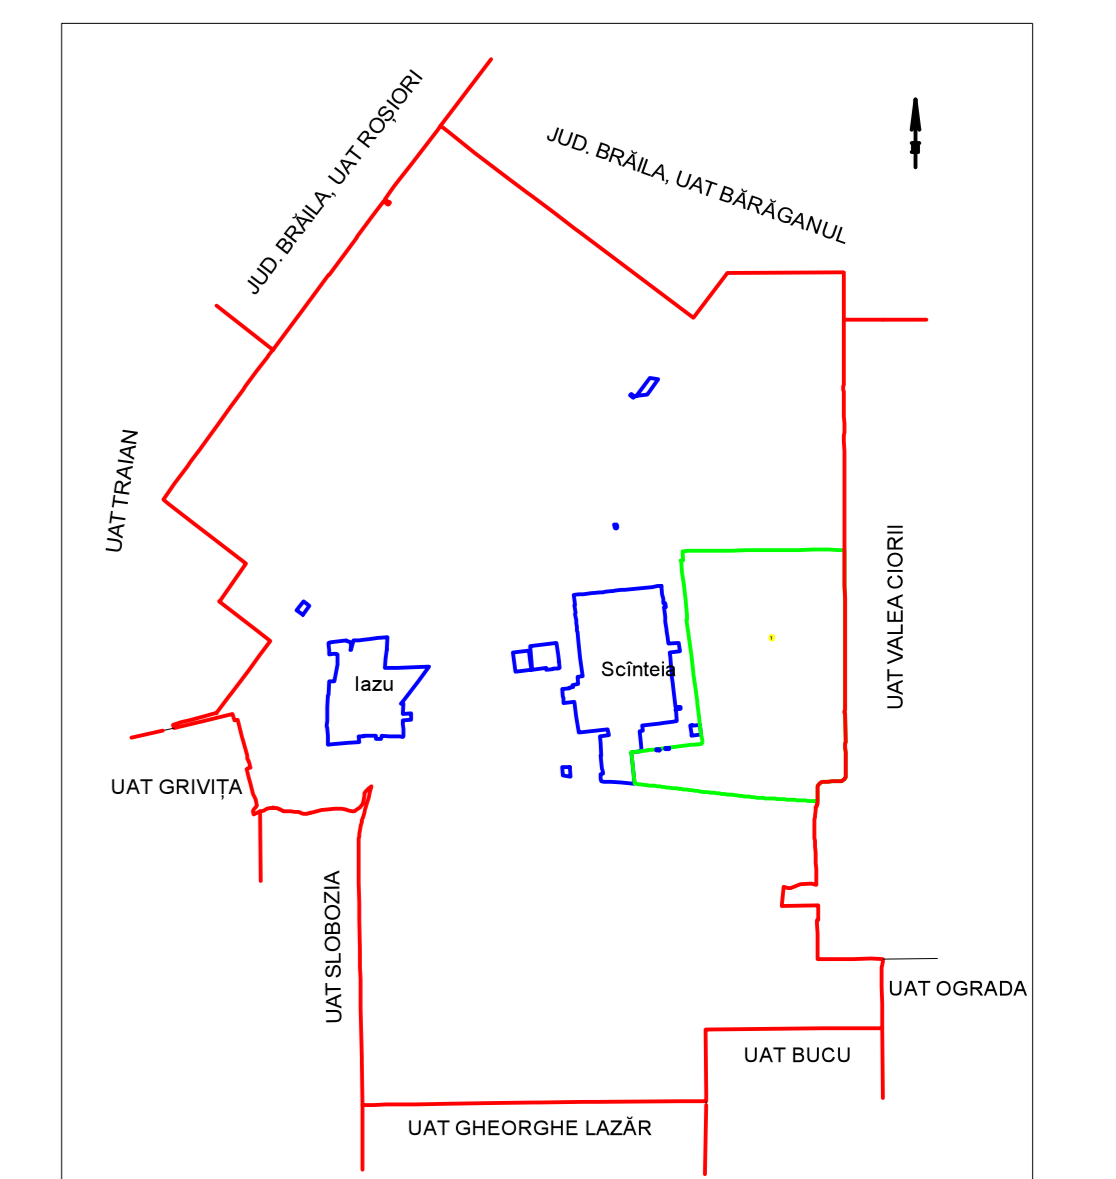 JUD. BRĂILA, UAT ROȘIORI
JUD. BRĂILA, UAT BĂRĂGANUL
UAT TRAIAN
UAT VALEA CIORII
1
Scînteia
Iazu
UAT GRIVIȚA
UAT SLOBOZIA
UAT OGRADA
UAT BUCU
UAT GHEORGHE LAZĂR